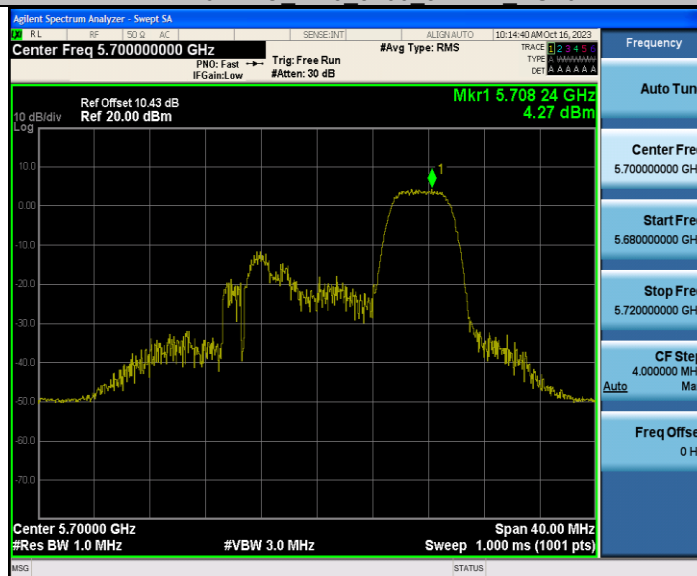 Agilent Spectrum Analyzer - Swept SA
RL RF 50 Ω AC SENSE:INT ALIGN AUTO 10:14:40 AM Oct 16, 2023
Center Freq 5.700000000 GHz #Avg Type: RMS TRACE 1 2 3 4 5 6
PNO: Fast Trig: Free Run TYPE A WWWWW
IFGain:Low #Atten: 30 dB DET A A A A A A
Mkr1 5.708 24 GHz
4.27 dBm
Ref Offset 10.43 dB
10 dB/div Ref 20.00 dBm
Log
1
10.0
0.00
-10.0
-20.0
-30.0
-40.0
-50.0
-60.0
-70.0
Center 5.70000 GHz Span 40.00 MHz
#Res BW 1.0 MHz #VBW 3.0 MHz Sweep 1.000 ms (1001 pts)
MSG STATUS
Frequency
Auto Tun
Center Fre
5.700000000 GH
Start Fre
5.680000000 GH
Stop Fre
5.720000000 GH
CF Step
4.000000 MH
Auto Ma
Freq Offse
0 H